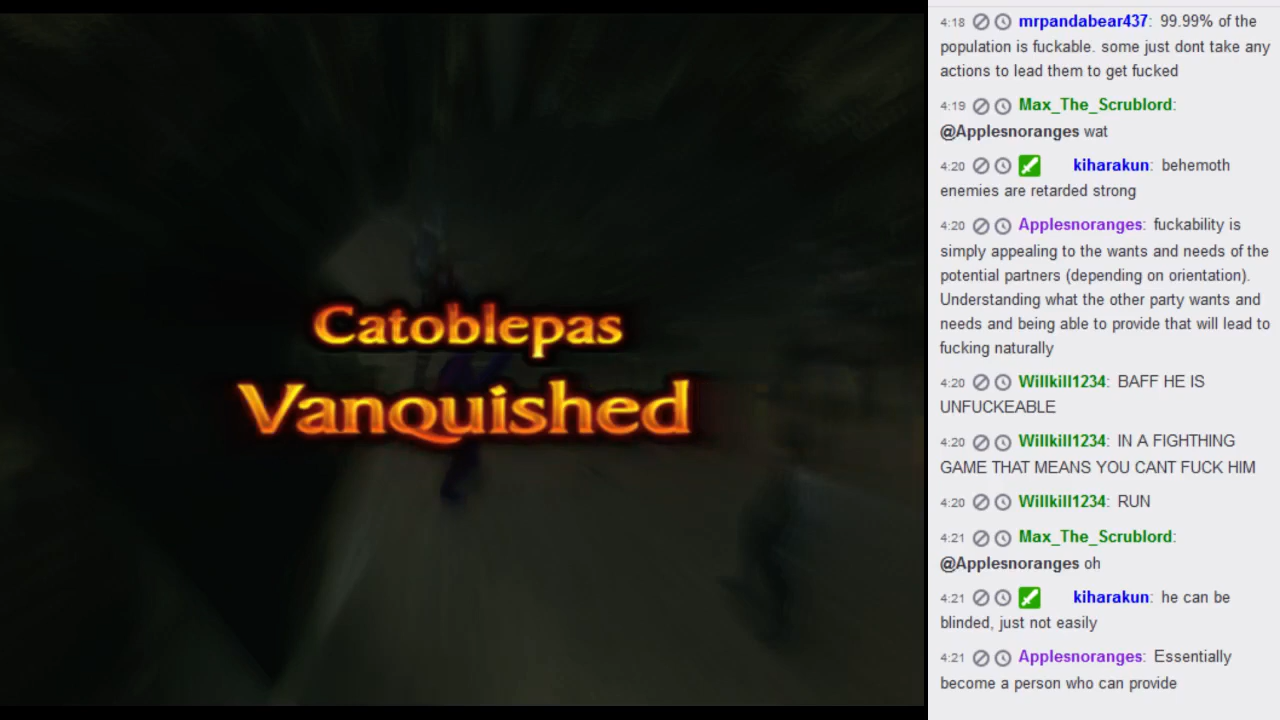 Catoblepas
Vanquished
4:18 mrpandabear437: 99.99% of the
population is fuckable. some just dont take any
actions to lead them to get fucked
4:19 Max_The_Scrublord:
@Applesnoranges wat
4:20 kiharakun: behemoth
enemies are retarded strong
4:20 Applesnoranges: fuckability is
simply appealing to the wants and needs of the
potential partners (depending on orientation).
Understanding what the other party wants and
needs and being able to provide that will lead to
fucking naturally
4:20 Willkill1234: BAFF HE IS
UNFUCKEABLE
4:20 Willkill1234: IN A FIGHTHING
GAME THAT MEANS YOU CANT FUCK HIM
4:20 Willkill1234: RUN
4:21 Max_The_Scrublord:
@Applesnoranges oh
4:21 kiharakun: he can be
blinded, just not easily
4:21 Applesnoranges: Essentially
become a person who can provide